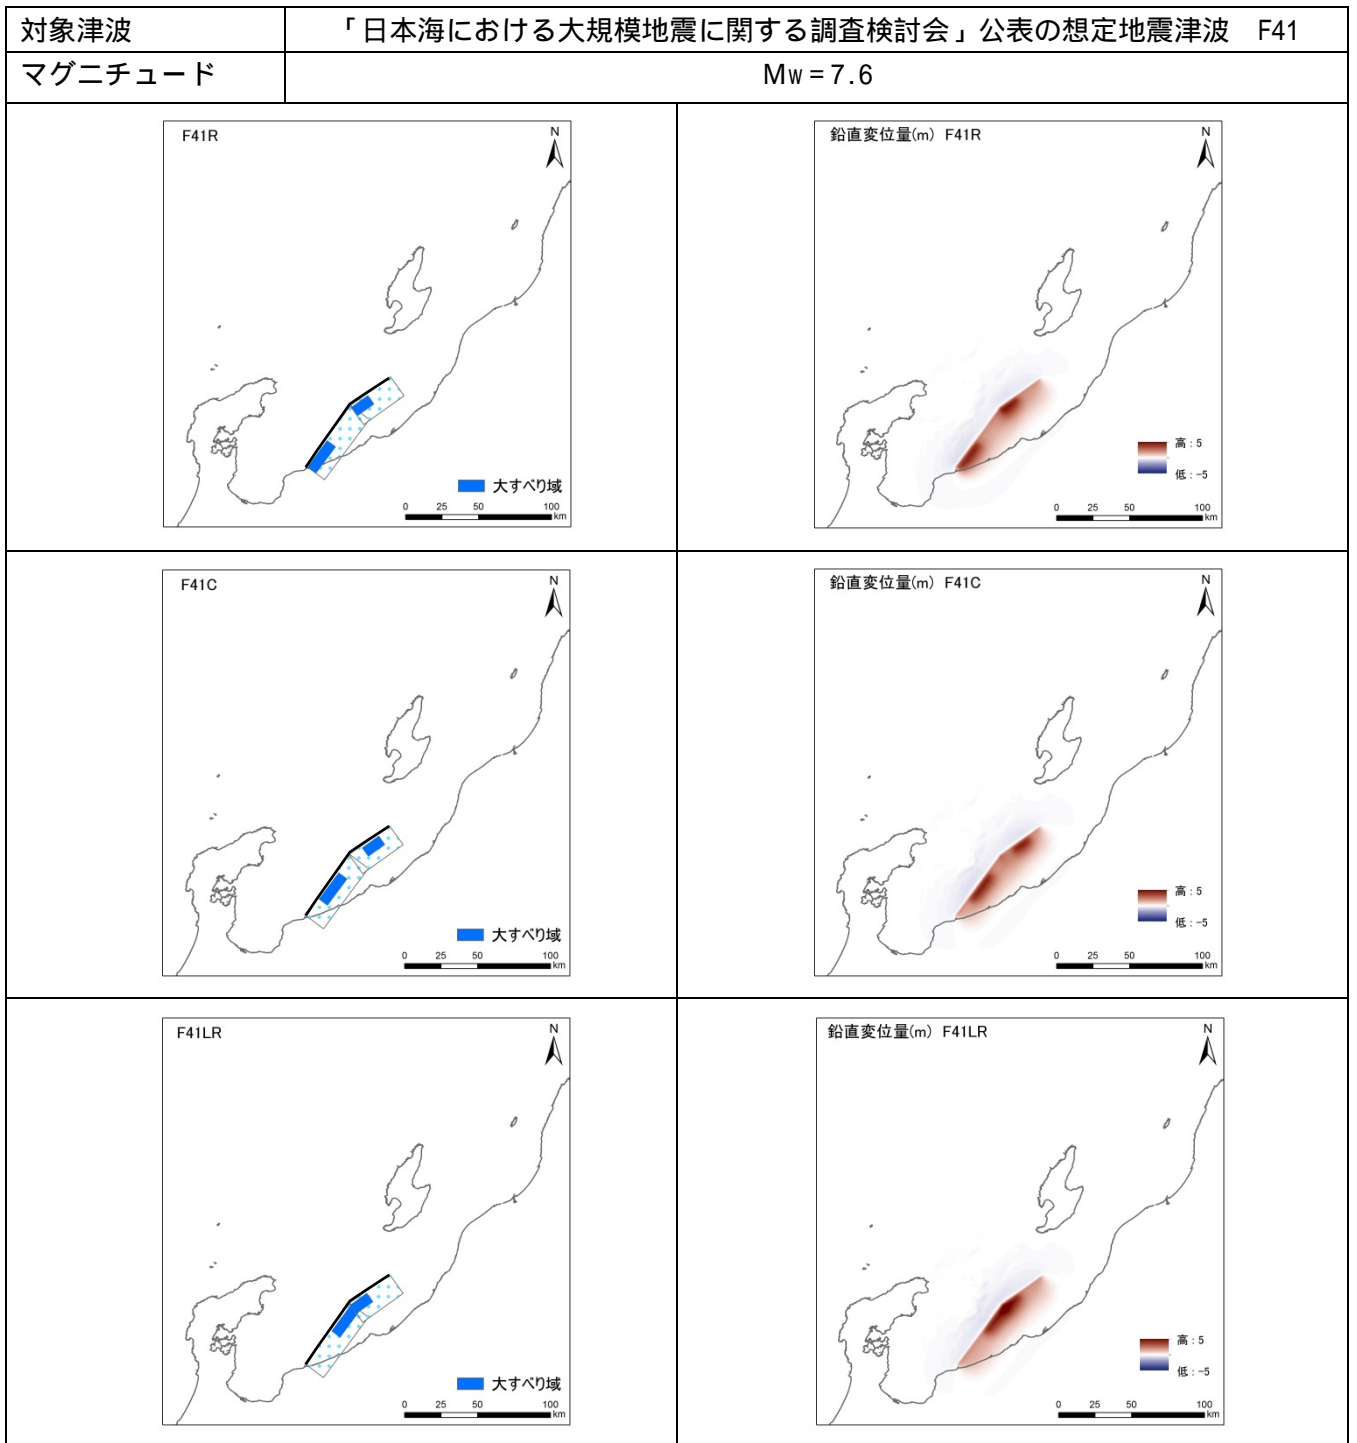 対象津波
「日本海における大規模地震に関する調査検討会」公表の想定地震津波 F41
マグニチュード
Mw=7.6
F41R
N
大すべり域
0 25 50 100
km
鉛直変位量(m) F41R
N
高:5
低:-5
0 25 50 100
km
F41C
N
大すべり域
0 25 50 100
km
鉛直変位量(m) F41C
N
高:5
低:-5
0 25 50 100
km
F41LR
N
大すべり域
0 25 50 100
km
鉛直変位量(m) F41LR
N
高:5
低:-5
0 25 50 100
km